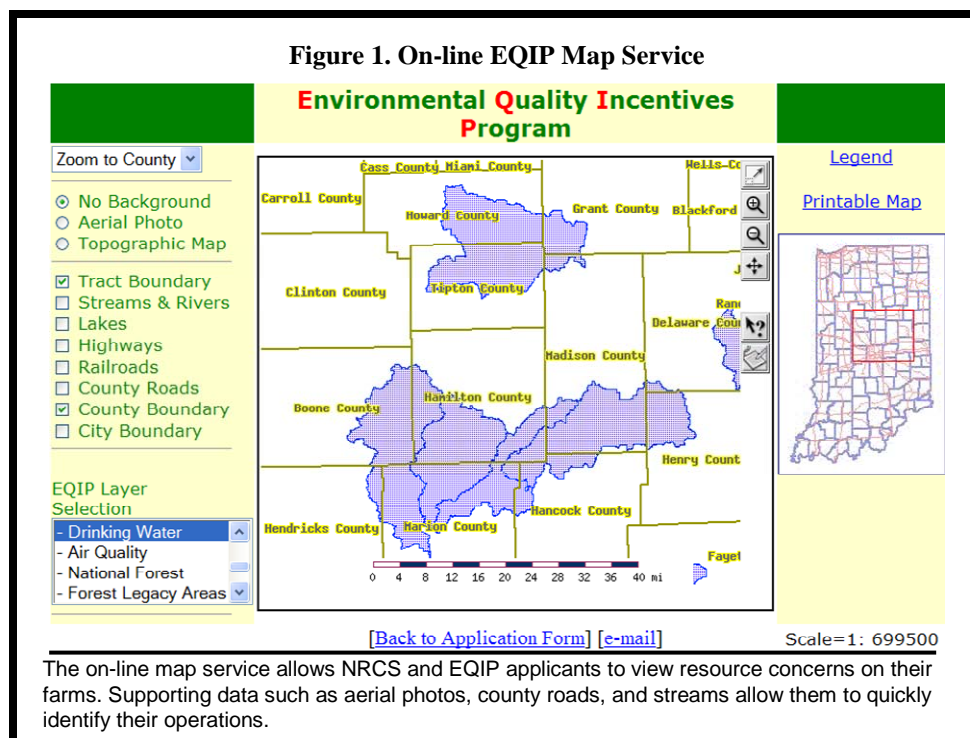 Figure 1. On-line EQIP Map Service
Environmental Quality Incentives
Program
Zoom to County
No Background
Aerial Photo
Topographic Map
Tract Boundary
Streams & Rivers
Lakes
Highways
Railroads
County Roads
County Boundary
City Boundary
EQIP Layer
Selection
- Drinking Water
- Air Quality
- National Forest
- Forest Legacy Areas
Cass County Miami County
Wells-Co
Carroll County
Howard County
Grant County
Blackford
J
Clinton County
Tipton County
Ran
Delaware Cou
Madison County
Boone County
Hamilton County
Henry Count
Hancock County
Hendricks County
Marion County
Fayet
0 4 8 12 16 20 24 28 32 36 40 mi
Legend
Printable Map
[Back to Application Form] [e-mail]
Scale=1: 699500
The on-line map service allows NRCS and EQIP applicants to view resource concerns on their
farms. Supporting data such as aerial photos, county roads, and streams allow them to quickly
identify their operations.